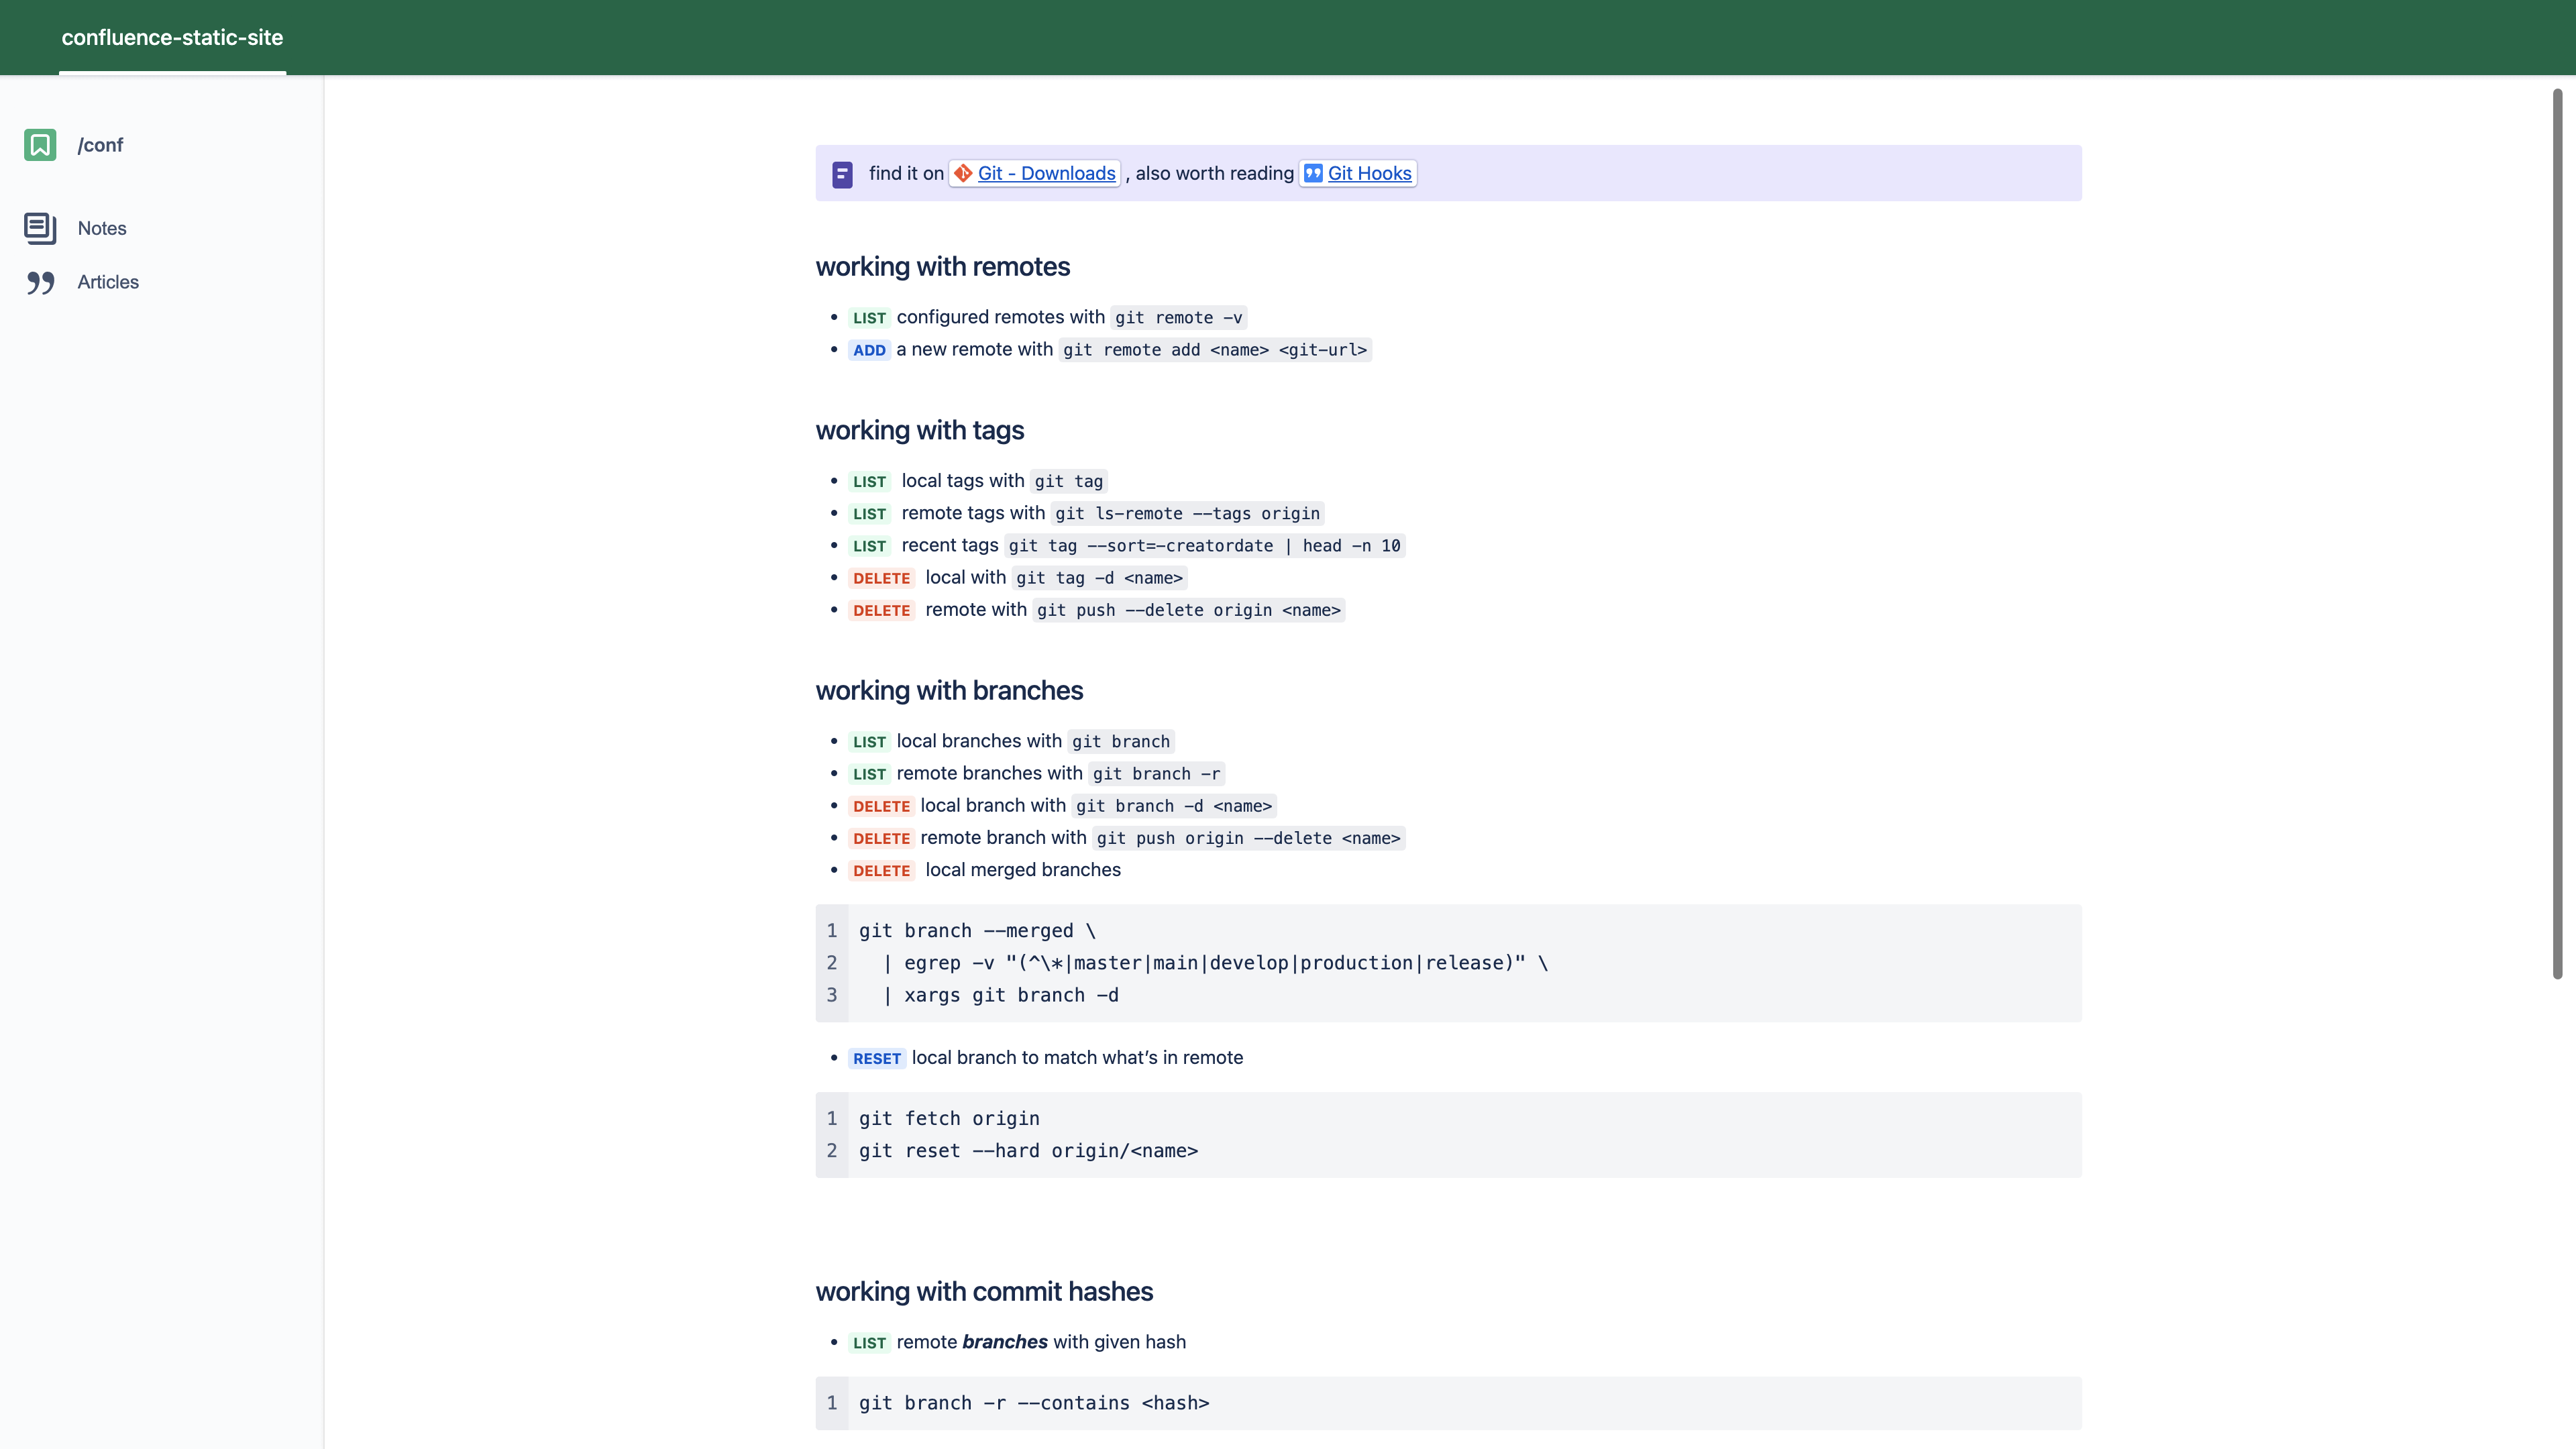 confluence-static-site
/conf
Notes
Articles
find it on Git - Downloads , also worth reading Git Hooks
working with remotes
• LIST configured remotes with git remote -v
• ADD a new remote with git remote add <name> <git-url>
working with tags
• LIST local tags with git tag
• LIST remote tags with git ls-remote --tags origin
• LIST recent tags git tag --sort=-creatordate | head -n 10
• DELETE local with git tag -d <name>
• DELETE remote with git push --delete origin <name>
working with branches
• LIST local branches with git branch
• LIST remote branches with git branch -r
• DELETE local branch with git branch -d <name>
• DELETE remote branch with git push origin --delete <name>
• DELETE local merged branches
1 git branch --merged \
2   | egrep -v "(^\*|master|main|develop|production|release)" \
3   | xargs git branch -d
• RESET local branch to match what’s in remote
1 git fetch origin
2 git reset --hard origin/<name>
working with commit hashes
• LIST remote branches with given hash
1 git branch -r --contains <hash>